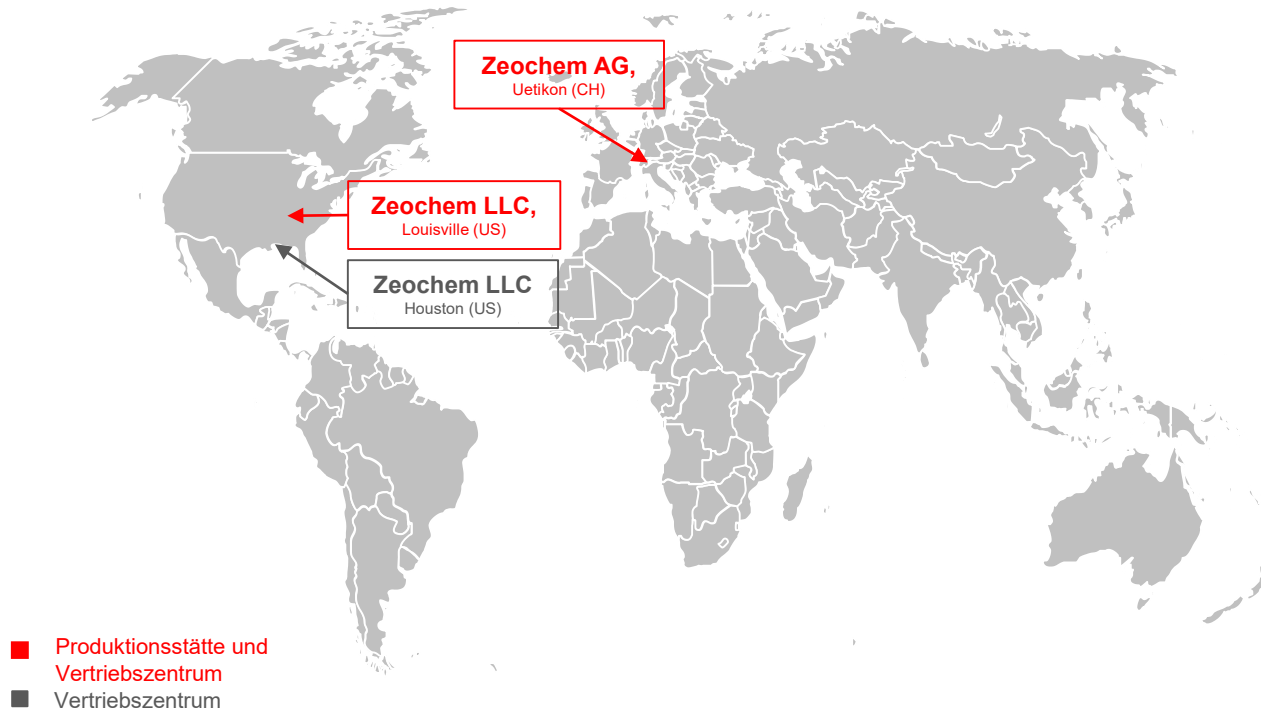 Zeochem AG,
Uetikon (CH)
Zeochem LLC,
Louisville (US)
Zeochem LLC
Houston (US)
Produktionsstätte und
Vertriebszentrum
Vertriebszentrum